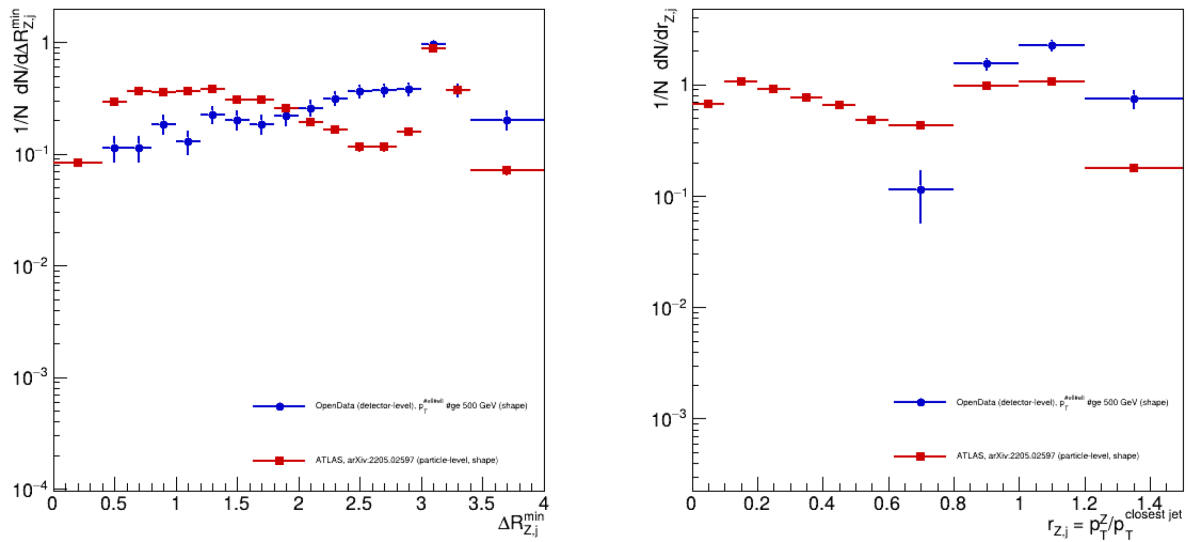 1/N dN/dΔR^min_Z,j
1
10⁻¹
10⁻²
10⁻³
10⁻⁴
0 0.5 1 1.5 2 2.5 3 3.5 4
ΔR^min_Z,j
OpenData (detector-level), p_T #ge 500 GeV (shape)
ATLAS, arXiv:2205.02597 (particle-level, shape)
1/N dN/dr_Z,j
1
10⁻¹
10⁻²
10⁻³
0 0.2 0.4 0.6 0.8 1 1.2 1.4
r_Z,j = p_T^Z/p_T^closest jet
OpenData (detector-level), p_T #ge 500 GeV (shape)
ATLAS, arXiv:2205.02597 (particle-level, shape)